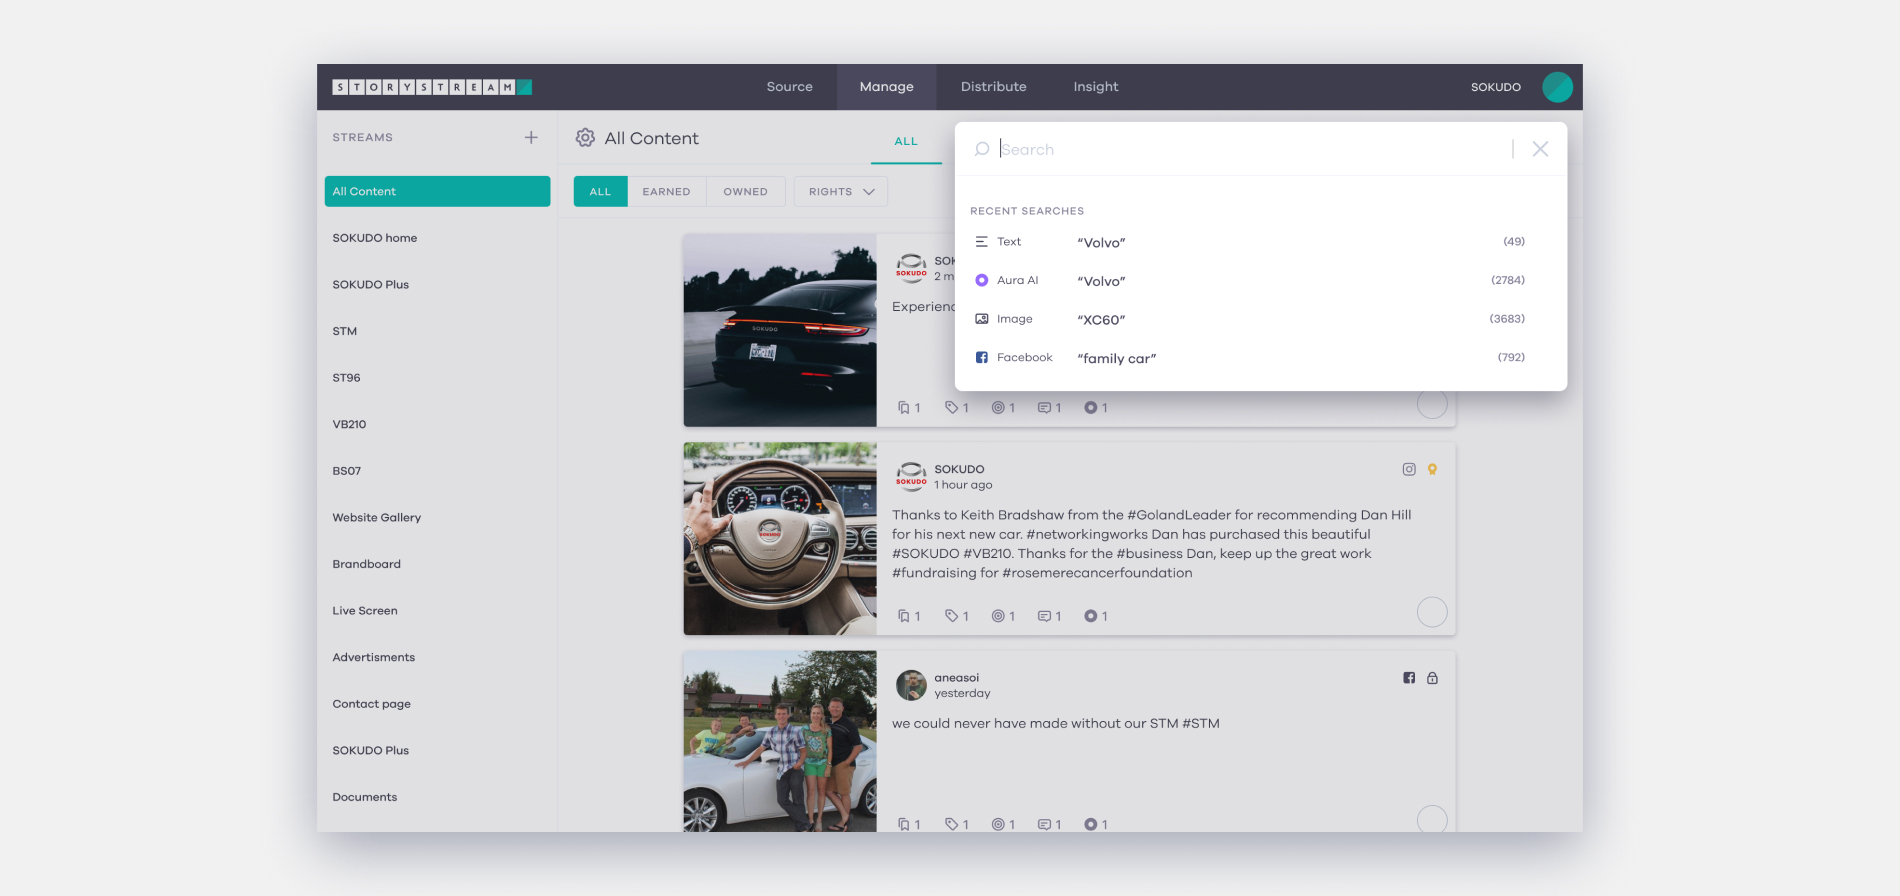 STORYSTREAM
Source
Manage
Distribute
Insight
SOKUDO
STREAMS
All Content
SOKUDO home
SOKUDO Plus
STM
ST96
VB210
BS07
Website Gallery
Brandboard
Live Screen
Advertisments
Contact page
SOKUDO Plus
Documents
All Content
ALL
ALL
EARNED
OWNED
RIGHTS
Search
RECENT SEARCHES
Text “Volvo” (49)
Aura AI “Volvo” (2784)
Image “XC60” (3683)
Facebook “family car” (792)
SOKUDO
SOKUDO
SOK
2 m
Experienc
1 1 1 1 1
SOKUDO
SOKUDO
SOKUDO
1 hour ago
Thanks to Keith Bradshaw from the #GolandLeader for recommending Dan Hill
for his next new car. #networkingworks Dan has purchased this beautiful
#SOKUDO #VB210. Thanks for the #business Dan, keep up the great work
#fundraising for #rosemerecancerfoundation
1 1 1 1 1
aneasoi
yesterday
we could never have made without our STM #STM
1 1 1 1 1